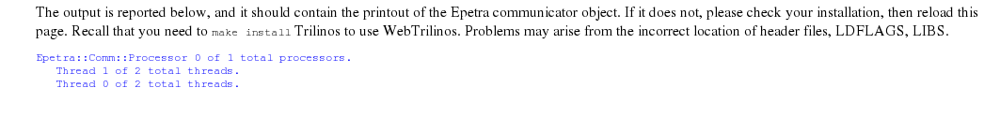 The output is reported below, and it should contain the printout of the Epetra communicator object. If it does not, please check your installation, then reload this
page. Recall that you need to make install Trilinos to use WebTrilinos. Problems may arise from the incorrect location of header files, LDFLAGS, LIBS.
Epetra::Comm::Processor 0 of 1 total processors.
Thread 1 of 2 total threads.
Thread 0 of 2 total threads.